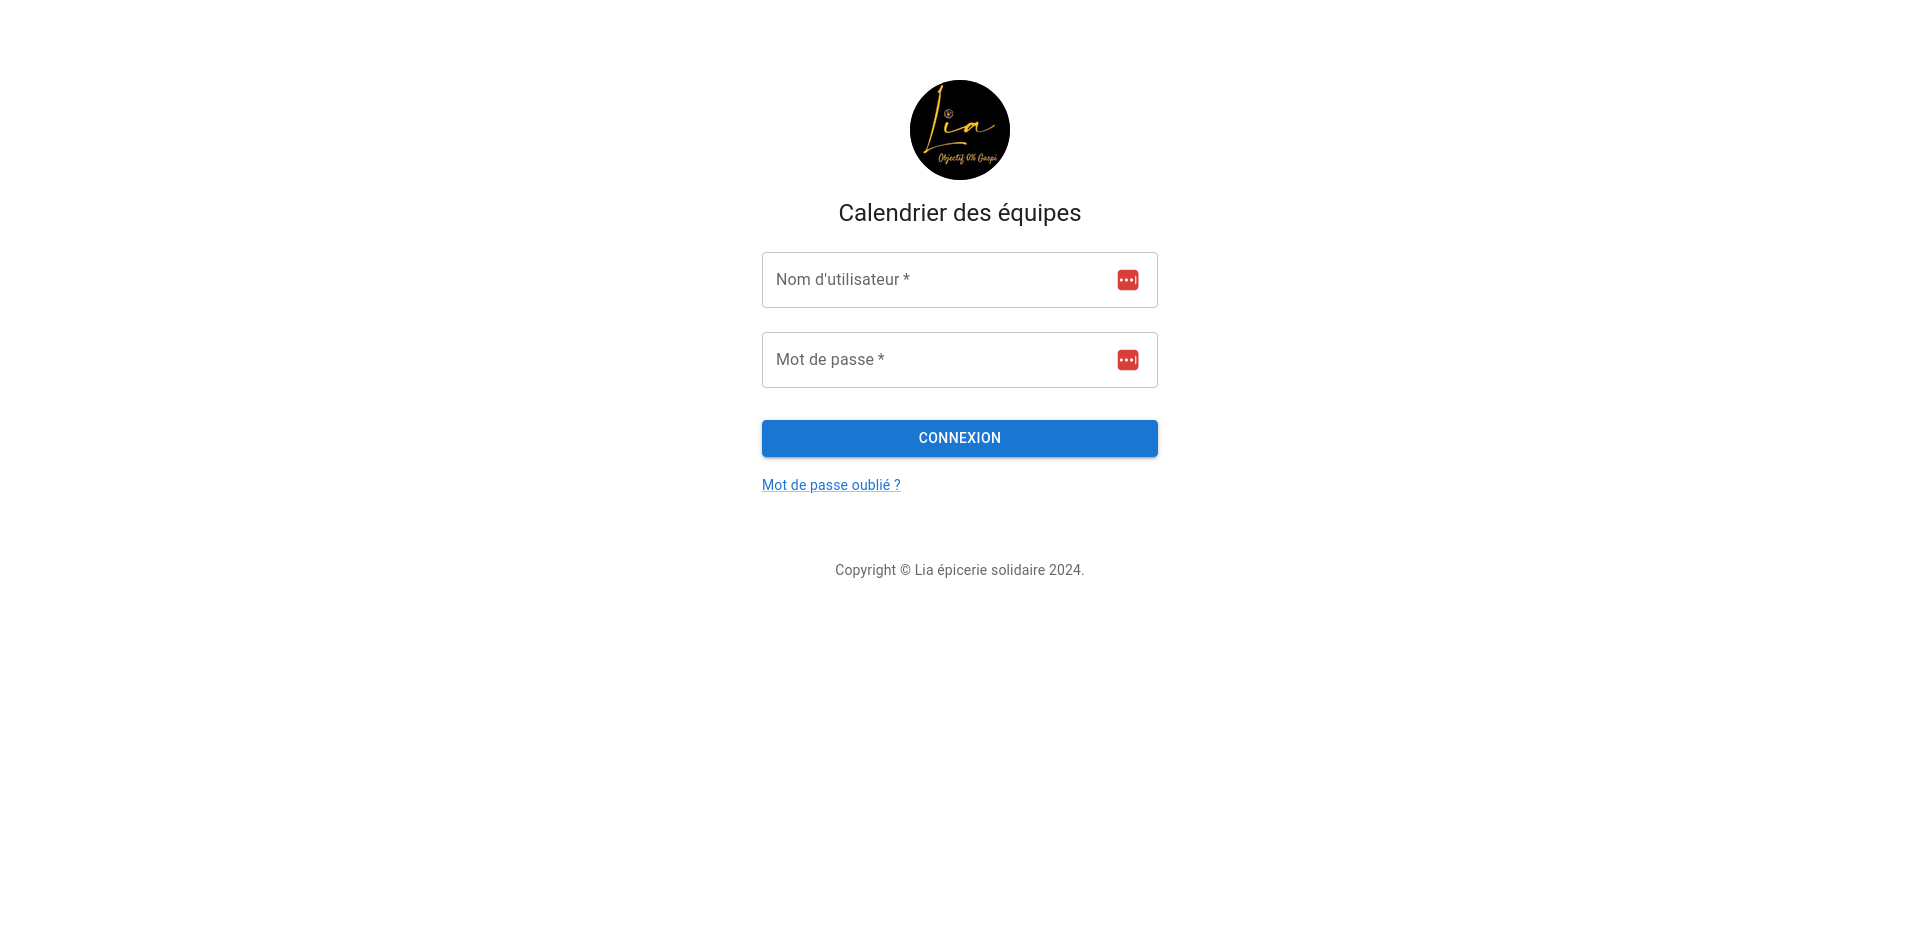 Lia
Objectif 0% Gaspi
Calendrier des équipes
Nom d'utilisateur *
Mot de passe *
CONNEXION
Mot de passe oublié ?
Copyright © Lia épicerie solidaire 2024.